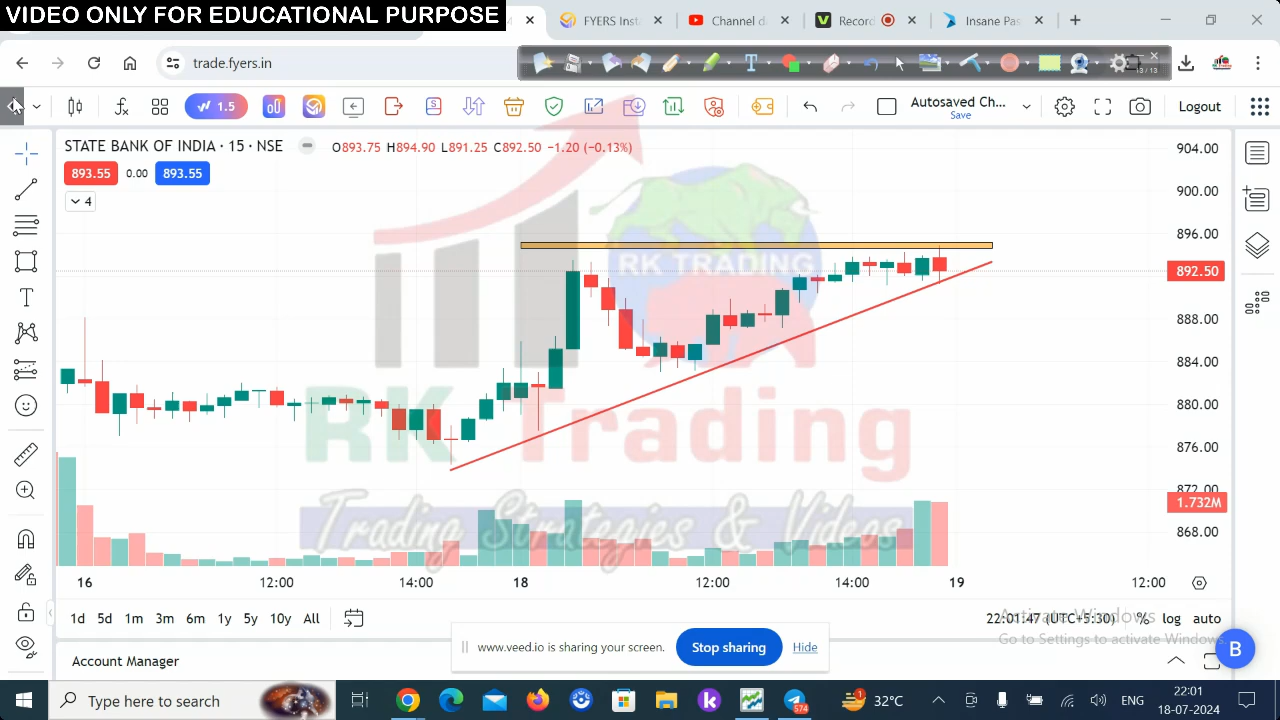 VIDEO ONLY FOR EDUCATIONAL PURPOSE
FYERS Inst
Channel da
Record
Insane Pas
trade.fyers.in
13 / 13
1.5
Autosaved Ch...
Save
Logout
STATE BANK OF INDIA · 15 · NSE
O893.75 H894.90 L891.25 C892.50 −1.20 (−0.13%)
893.55 0.00 893.55
4
904.00
900.00
896.00
892.50
888.00
884.00
880.00
876.00
872.00
1.732M
868.00
RK TRADING
RK Trading
Trading Strategies & Videos
16 12:00 14:00 18 12:00 14:00 19 12:00
1d 5d 1m 3m 6m 1y 5y 10y All
22:01:47 (UTC+5:30) % log auto
Activate Windows
Go to Settings to activate Windows.
www.veed.io is sharing your screen. Stop sharing Hide
B
Account Manager
Type here to search
574
1
32°C
ENG
22:01
18-07-2024